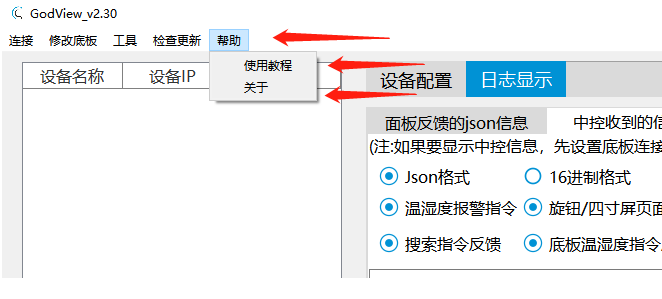 GodView_v2.30
连接 修改底板 工具 检查更新 帮助
使用教程
关于
设备名称 设备IP
设备配置 日志显示
面板反馈的json信息 中控收到的信
(注:如果要显示中控信息，先设置底板连接
Json格式 16进制格式
温湿度报警指令 旋钮/四寸屏页面
搜索指令反馈 底板温湿度指令